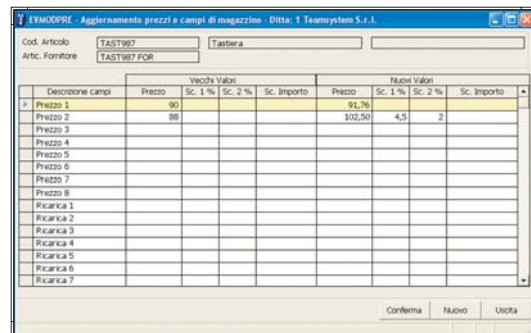 EVMODPRE - Aggiornamento prezzi e campi di magazzino - Ditta: 1 Teamsystem S.r.l.
Cod. Articolo TAST987 Tastiera
Artic. Fornitore TAST987 FOR
Vecchi Valori Nuovi Valori
Descrizione campi Prezzo Sc. 1 % Sc. 2 % Sc. Importo Prezzo Sc. 1 % Sc. 2 % Sc. Importo
P Prezzo 1 90 91,76
Prezzo 2 88 102,50 4,5 2
Prezzo 3
Prezzo 4
Prezzo 5
Prezzo 6
Prezzo 7
Prezzo 8
Ricarica 1
Ricarica 2
Ricarica 3
Ricarica 4
Ricarica 5
Ricarica 6
Ricarica 7
Conferma Nuovo Uscita